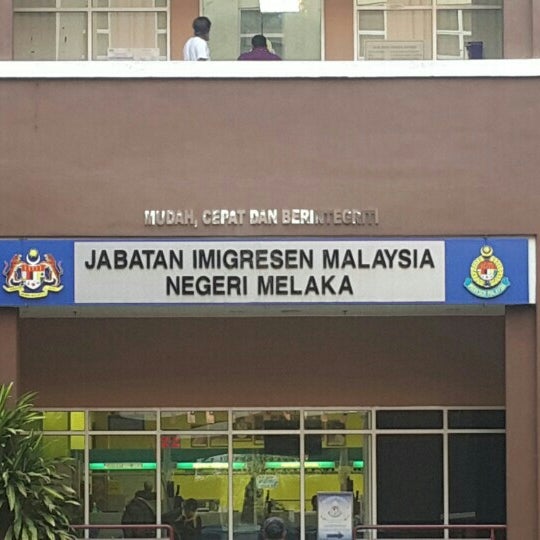 MUDAH, CEPAT DAN BERINTEGRITI
JABATAN IMIGRESEN MALAYSIA
NEGERI MELAKA